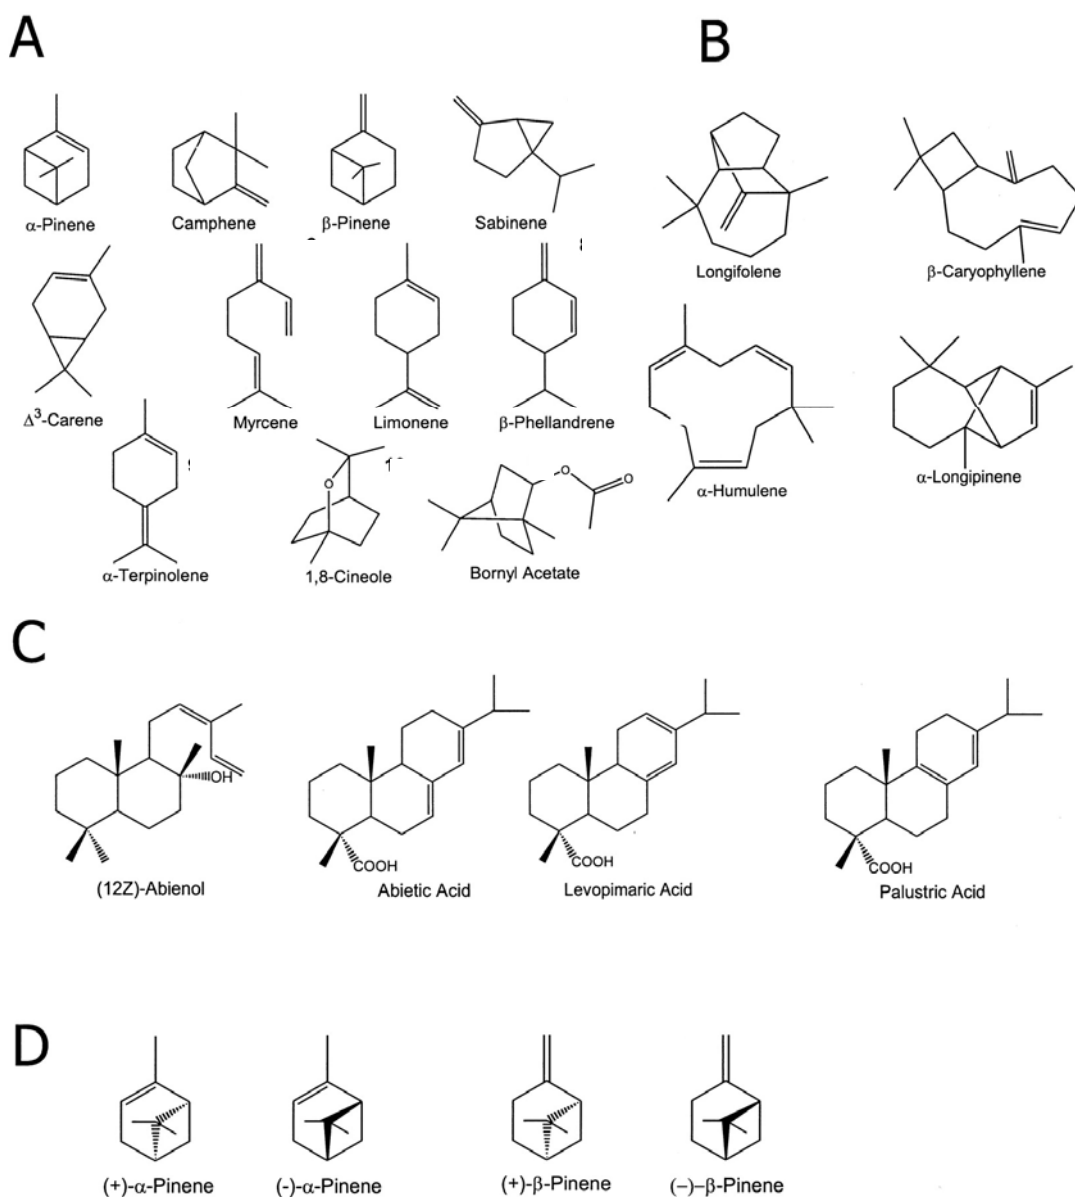 A
B
α-Pinene
Camphene
β-Pinene
Sabinene
Longifolene
β-Caryophyllene
Δ³-Carene
Myrcene
Limonene
β-Phellandrene
α-Humulene
α-Longipinene
O
O
O
α-Terpinolene
1,8-Cineole
Bornyl Acetate
C
OH
COOH
COOH
COOH
(12Z)-Abienol
Abietic Acid
Levopimaric Acid
Palustric Acid
D
(+)-α-Pinene
(-)-α-Pinene
(+)-β-Pinene
(−)–β-Pinene